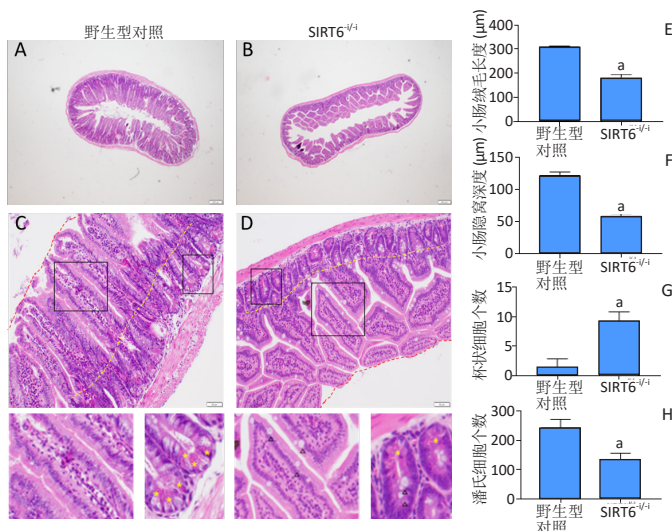 野生型对照
SIRT6-i/-i
A
B
C
D
E
小肠绒毛长度 (μm)
400
300
200
100
0
a
野生型
对照
SIRT6-i/-i
F
小肠隐窝深度 (μm)
150
100
50
0
a
野生型
对照
SIRT6-i/-i
G
杯状细胞个数
15
10
5
0
a
野生型
对照
SIRT6-i/-i
H
潘氏细胞个数
300
200
100
0
a
野生型
对照
SIRT6-i/-i